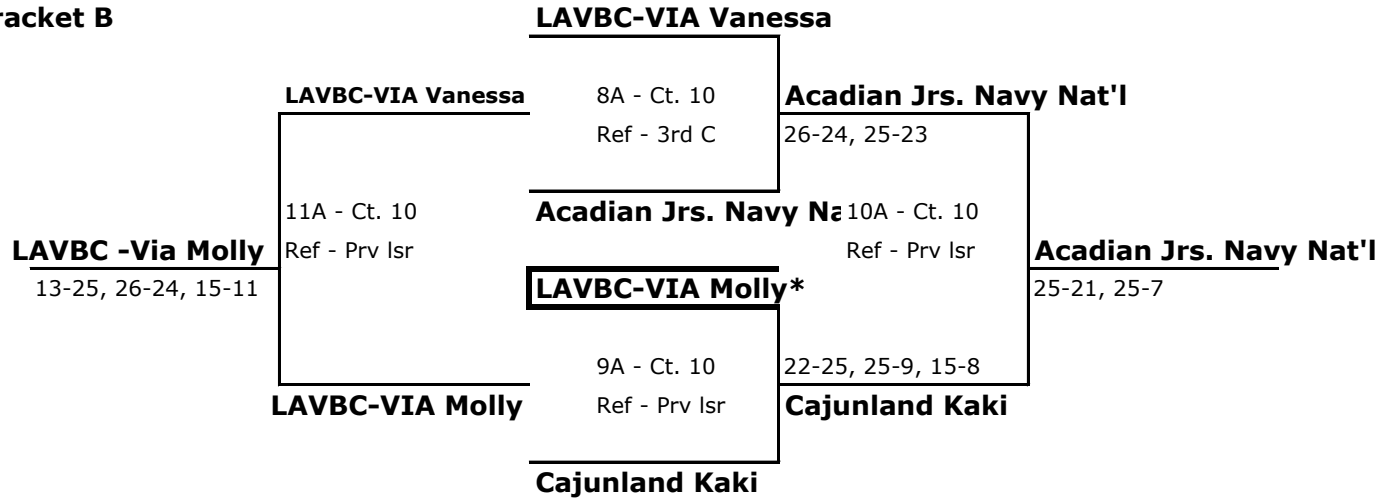 racket B
LAVBC-VIA Vanessa
LAVBC-VIA Vanessa
8A - Ct. 10
Acadian Jrs. Navy Nat'l
Ref - 3rd C
26-24, 25-23
11A - Ct. 10
Acadian Jrs. Navy Na
10A - Ct. 10
LAVBC -Via Molly
Ref - Prv lsr
Ref - Prv lsr
Acadian Jrs. Navy Nat'l
13-25, 26-24, 15-11
LAVBC-VIA Molly*
25-21, 25-7
9A - Ct. 10
22-25, 25-9, 15-8
LAVBC-VIA Molly
Ref - Prv lsr
Cajunland Kaki
Cajunland Kaki